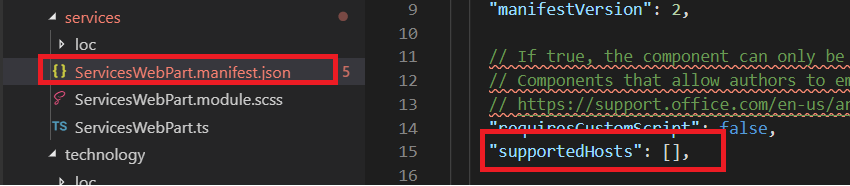 services
loc
{} ServicesWebPart.manifest.json 5
ServicesWebPart.module.scss
TS ServicesWebPart.ts
technology
loc
9 "manifestVersion": 2,
10
11 // If true, the component can only be
12 // Components that allow authors to em
13 // https://support.office.com/en-us/ar
14 "requiresCustomScript": false,
15 "supportedHosts": [],
16